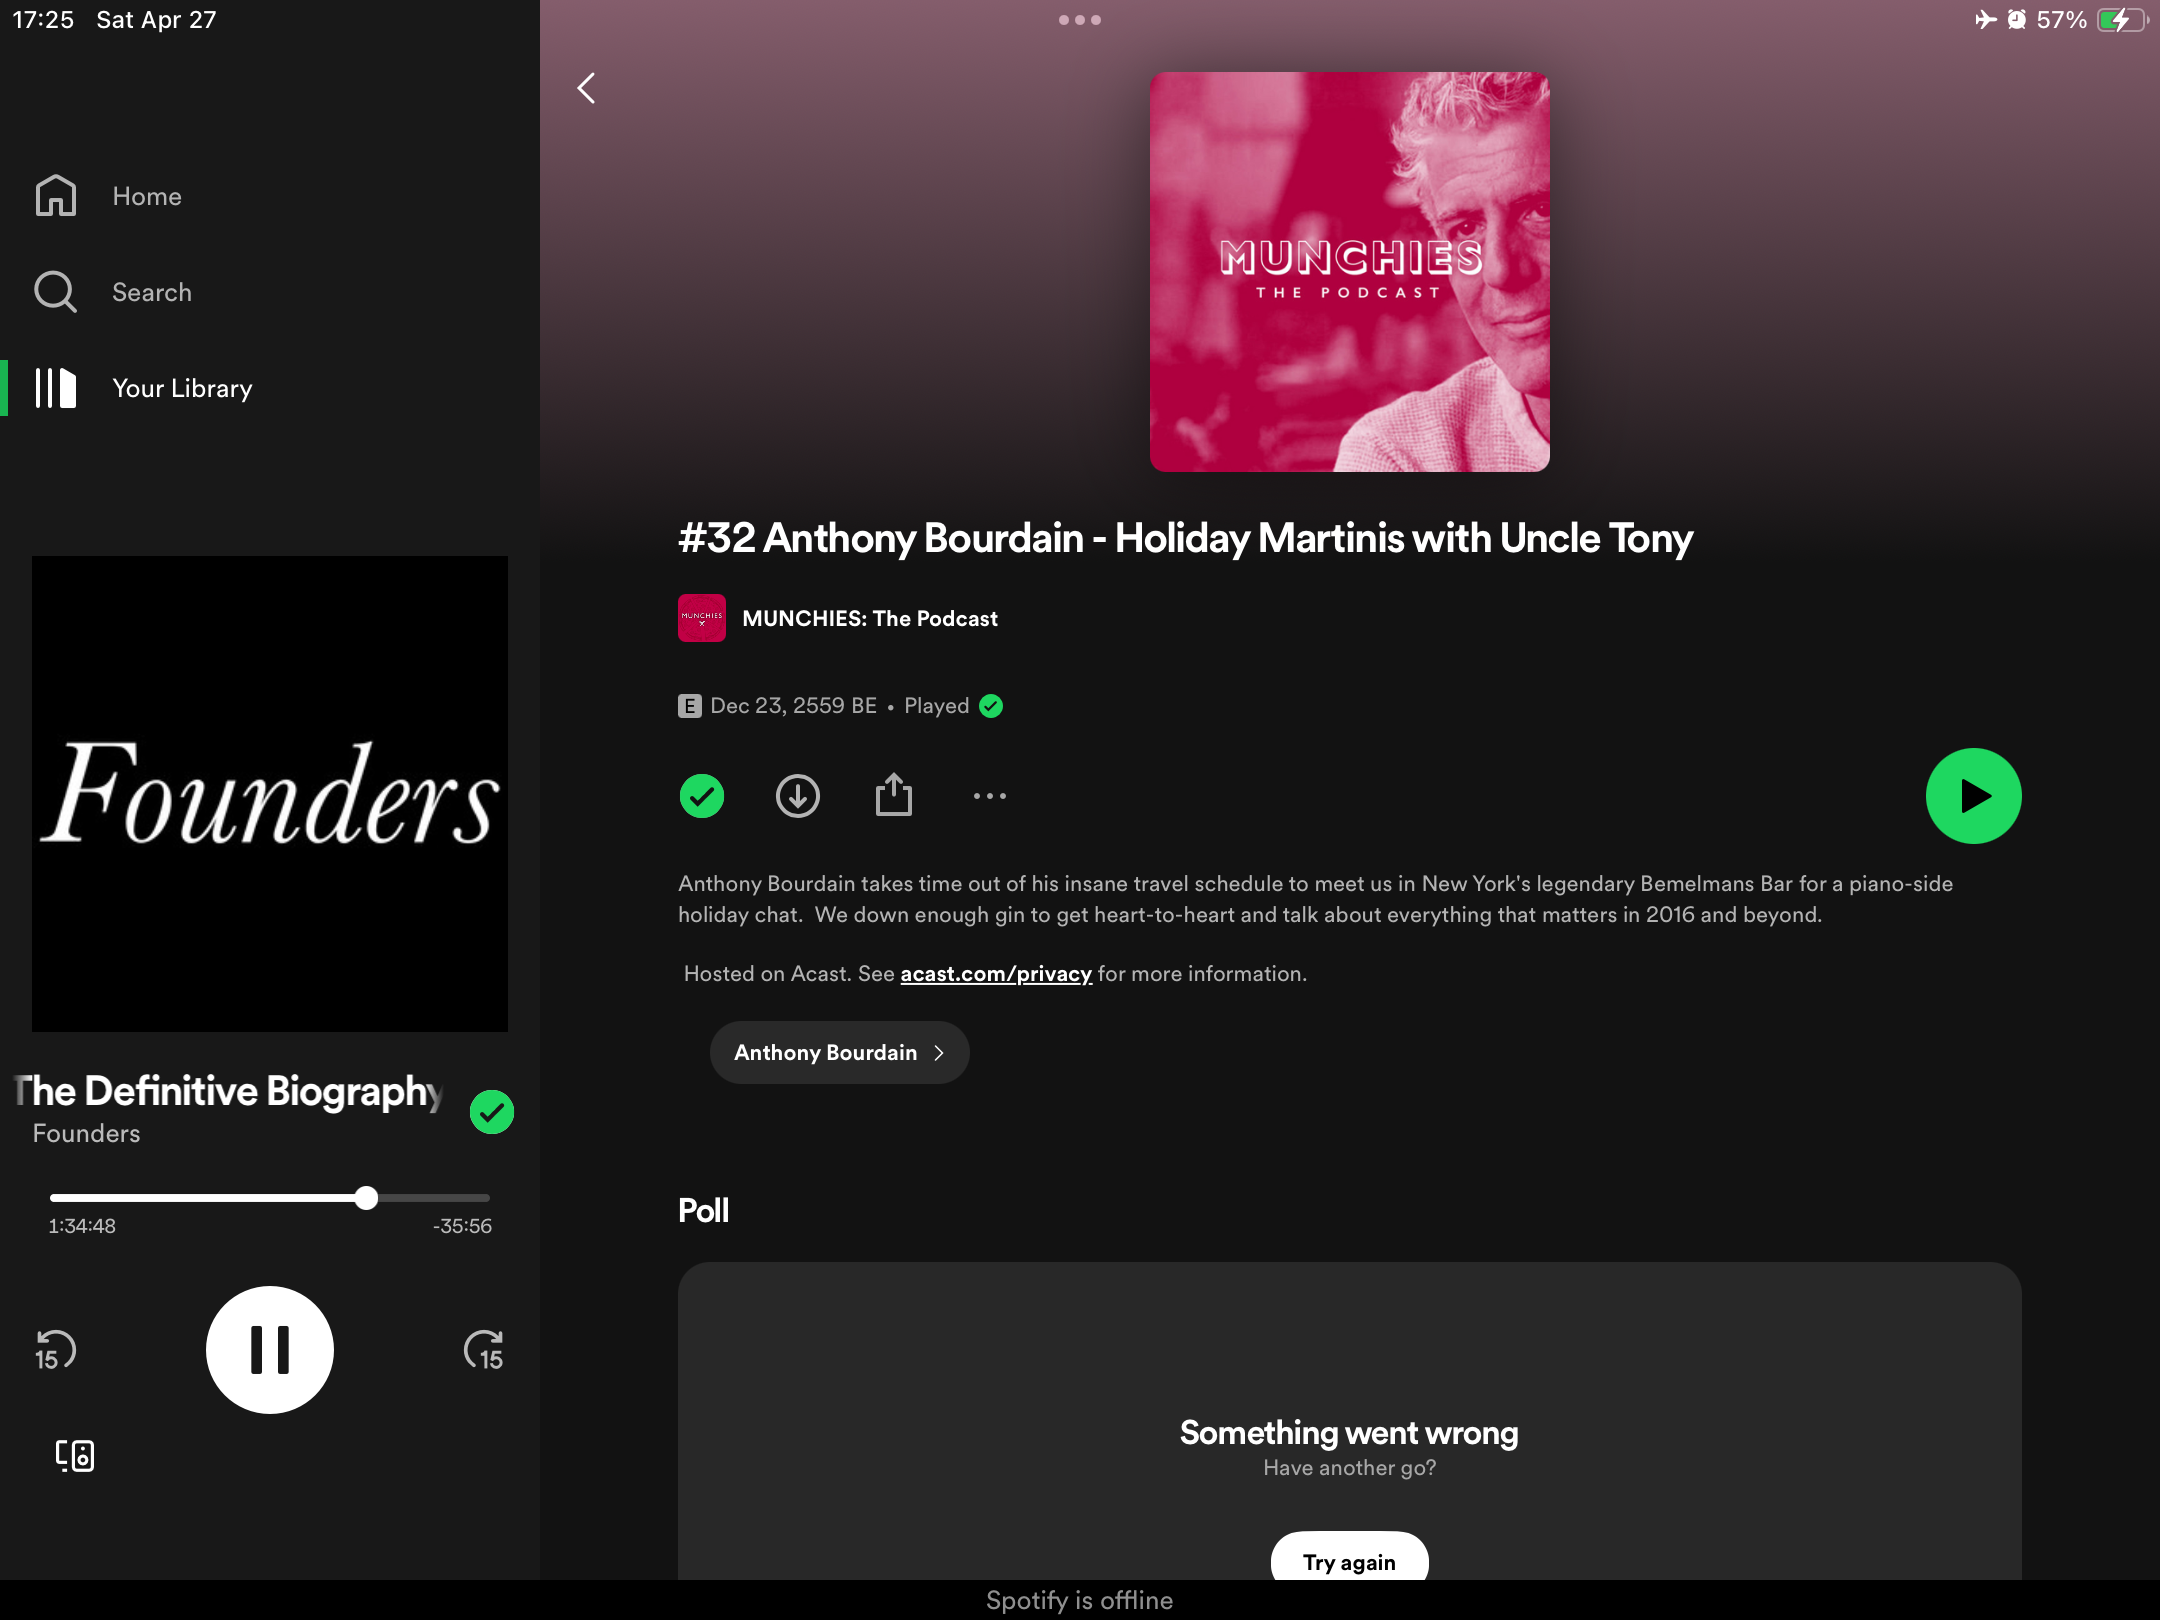 17:25 Sat Apr 27
57%
Home
Search
Your Library
Founders
The Definitive Biography
Founders
1:34:48
-35:56
15
15
MUNCHIES
THE PODCAST
#32 Anthony Bourdain - Holiday Martinis with Uncle Tony
MUNCHIES
MUNCHIES: The Podcast
E Dec 23, 2559 BE • Played
Anthony Bourdain takes time out of his insane travel schedule to meet us in New York's legendary Bemelmans Bar for a piano-side
holiday chat. We down enough gin to get heart-to-heart and talk about everything that matters in 2016 and beyond.
Hosted on Acast. See acast.com/privacy for more information.
Anthony Bourdain
Poll
Something went wrong
Have another go?
Try again
Spotify is offline